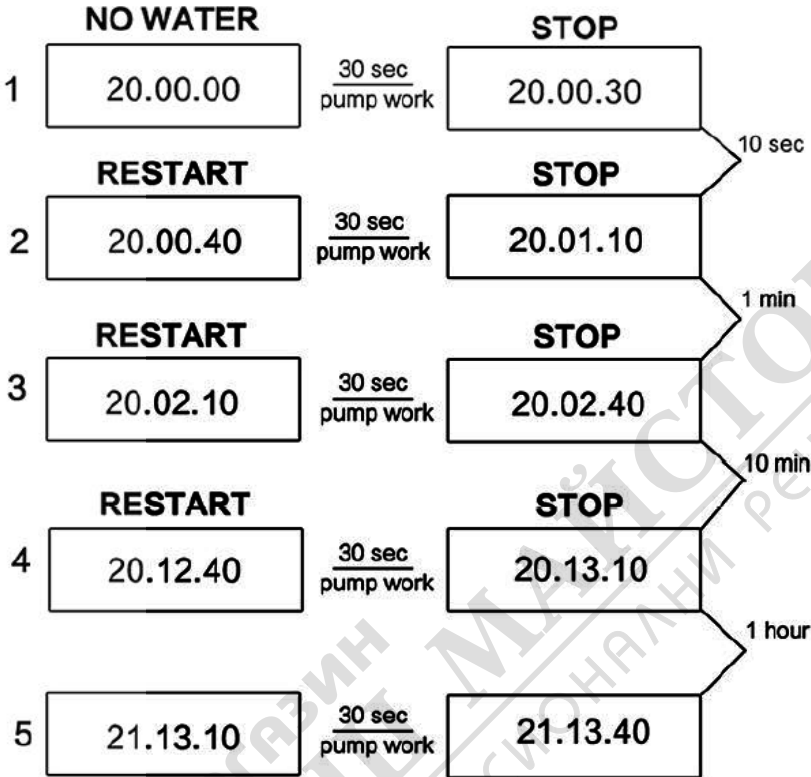 NO WATER STOP
1 20.00.00 30 sec pump work 20.00.30
10 sec
RESTART STOP
2 20.00.40 30 sec pump work 20.01.10
1 min
RESTART STOP
3 20.02.10 30 sec pump work 20.02.40
10 min
RESTART STOP
4 20.12.40 30 sec pump work 20.13.10
1 hour
5 21.13.10 30 sec pump work 21.13.40